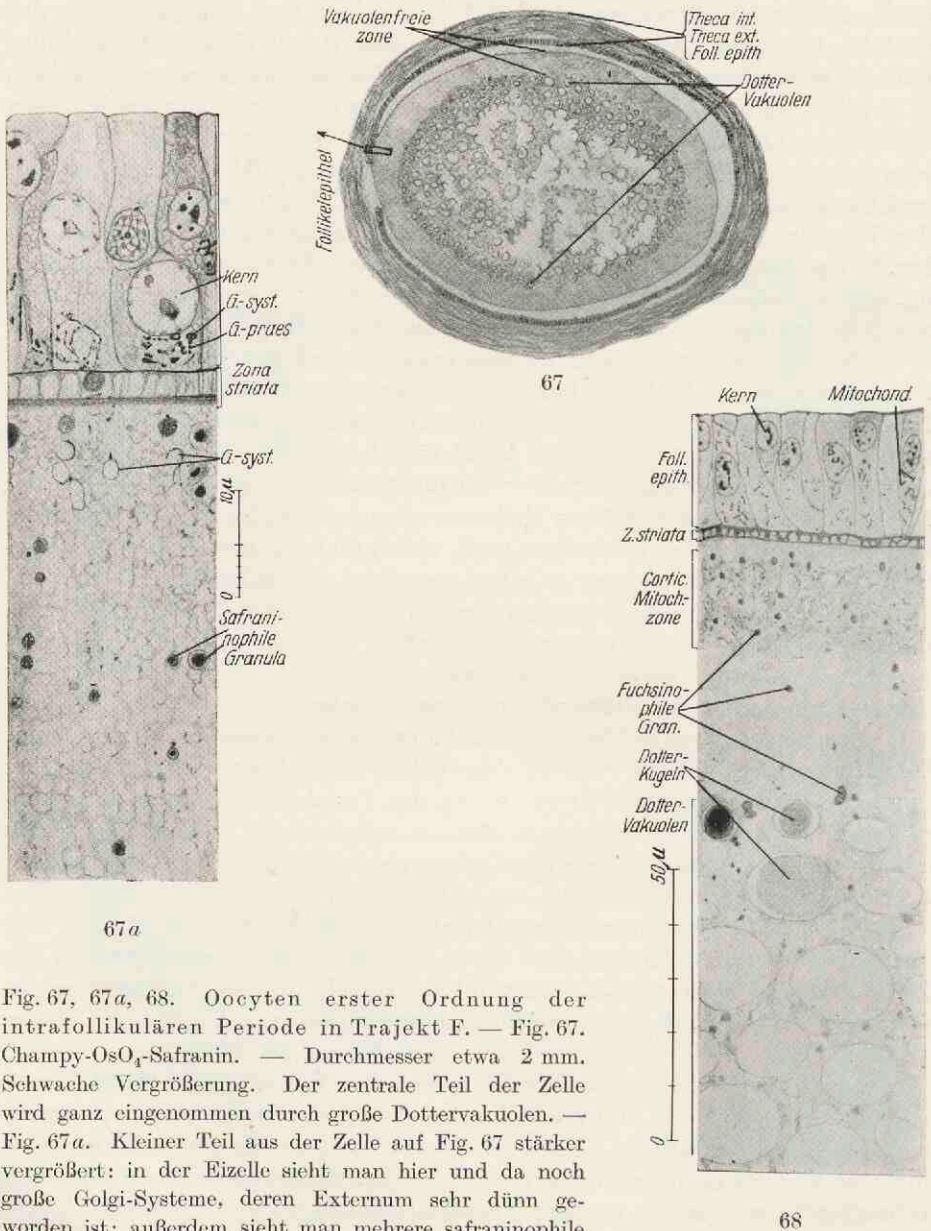 Vakuolenfreie
zone
Theca int.
Theca ext.
Foll. epith
Dotter-
Vakuolen
Follikelepithel
67
Kern
G.-syst.
G.-praes
Zona
striata
G.-syst.
10 µ
0
Safrani-
nophile
Granula
67a
Kern
Mitochond.
Foll.
epith.
Z. striata
Cortic.
Mitoch-
zone
Fuchsino-
phile
Gran.
Dotter-
Kugeln
Dotter-
Vakuolen
50 µ
0
68
Fig. 67, 67a, 68. Oocyten erster Ordnung der
intrafollikulären Periode in Trajekt F. — Fig. 67.
Champy-OsO₄-Safranin. — Durchmesser etwa 2 mm.
Schwache Vergrößerung. Der zentrale Teil der Zelle
wird ganz eingenommen durch große Dottervakuolen. —
Fig. 67a. Kleiner Teil aus der Zelle auf Fig. 67 stärker
vergrößert: in der Eizelle sieht man hier und da noch
große Golgi-Systeme, deren Externum sehr dünn ge-
worden ist; außerdem sieht man mehrere safraninophile